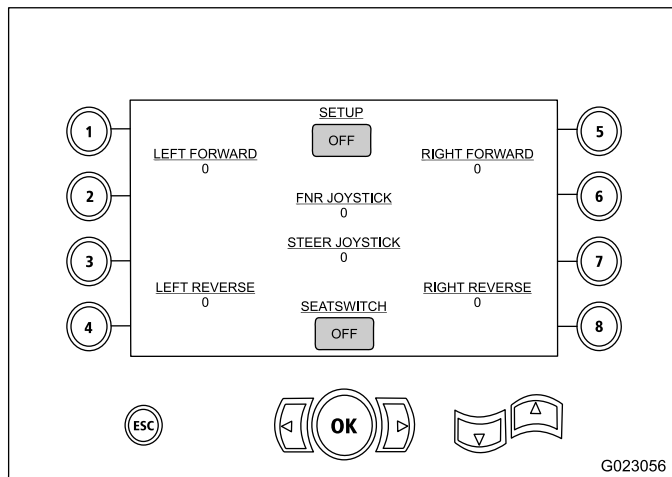 SETUP
1
OFF
5
LEFT FORWARD
0
RIGHT FORWARD
0
2
FNR JOYSTICK
0
6
STEER JOYSTICK
0
3
7
LEFT REVERSE
0
RIGHT REVERSE
0
SEATSWITCH
4
OFF
8
ESC
OK
G023056